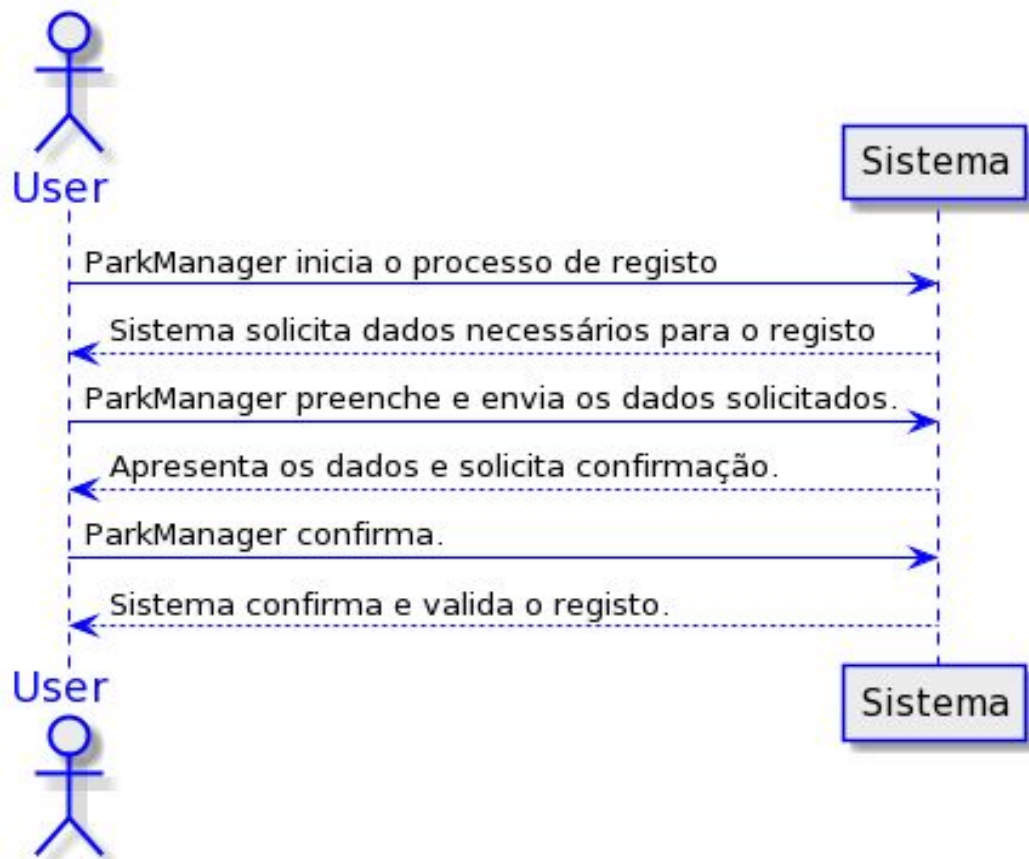 User
Sistema
ParkManager inicia o processo de registo
Sistema solicita dados necessários para o registo
ParkManager preenche e envia os dados solicitados.
Apresenta os dados e solicita confirmação.
ParkManager confirma.
Sistema confirma e valida o registo.
User
Sistema